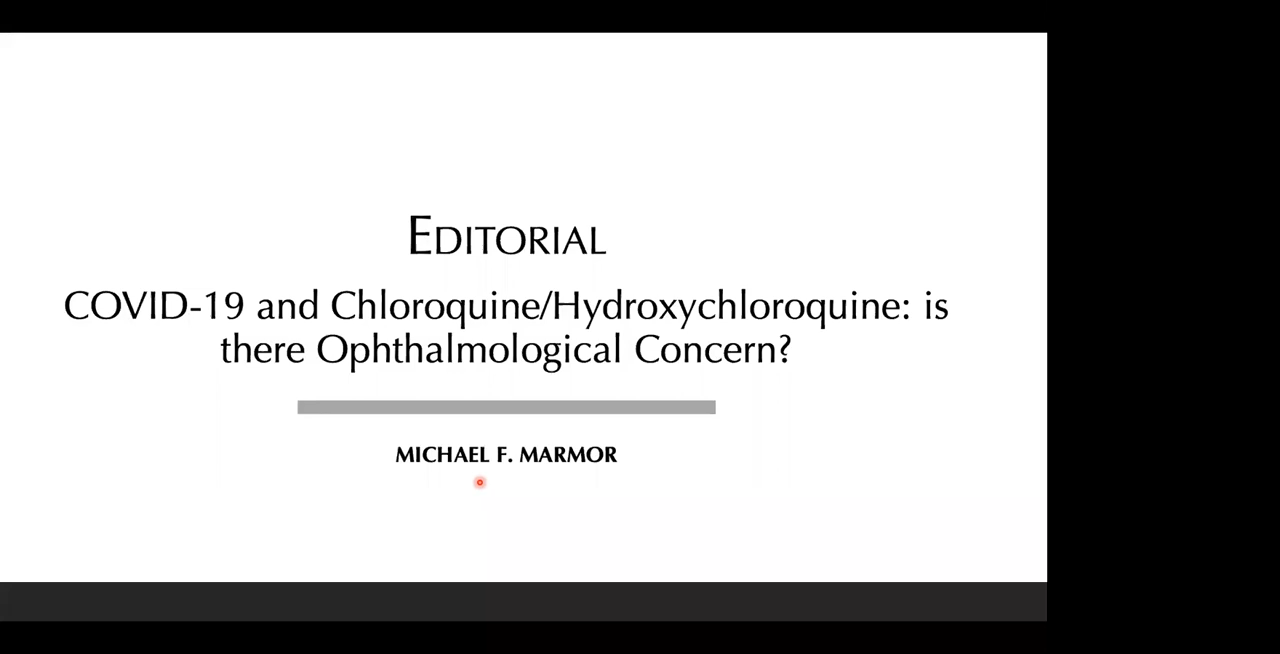 EDITORIAL
COVID-19 and Chloroquine/Hydroxychloroquine: is
there Ophthalmological Concern?
MICHAEL F. MARMOR